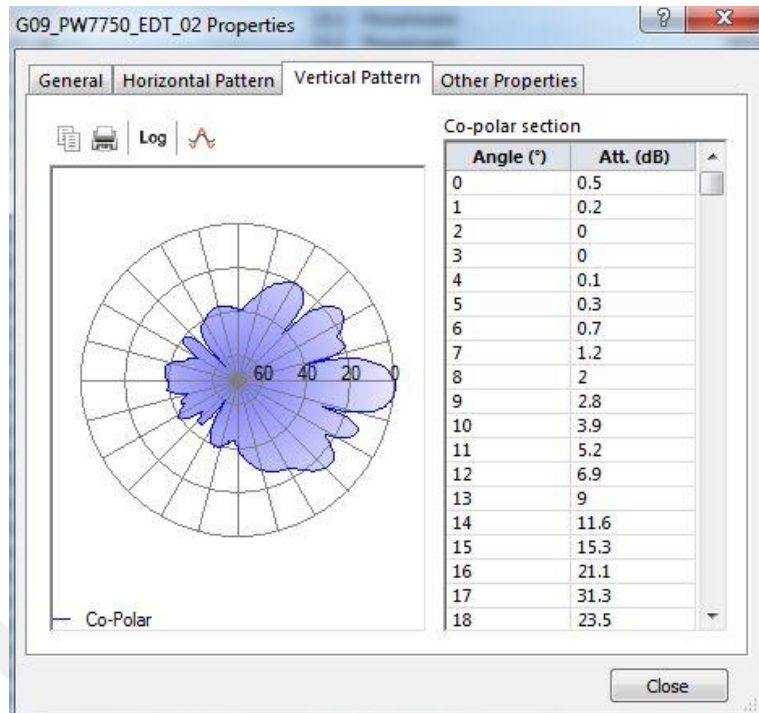 G09_PW7750_EDT_02 Properties
General Horizontal Pattern Vertical Pattern Other Properties
Log
Co-polar section
Angle (°) Att. (dB)
0 0.5
1 0.2
2 0
3 0
4 0.1
5 0.3
6 0.7
7 1.2
8 2
9 2.8
10 3.9
11 5.2
12 6.9
13 9
14 11.6
15 15.3
16 21.1
17 31.3
18 23.5
60 40 20 0
Co-Polar
Close